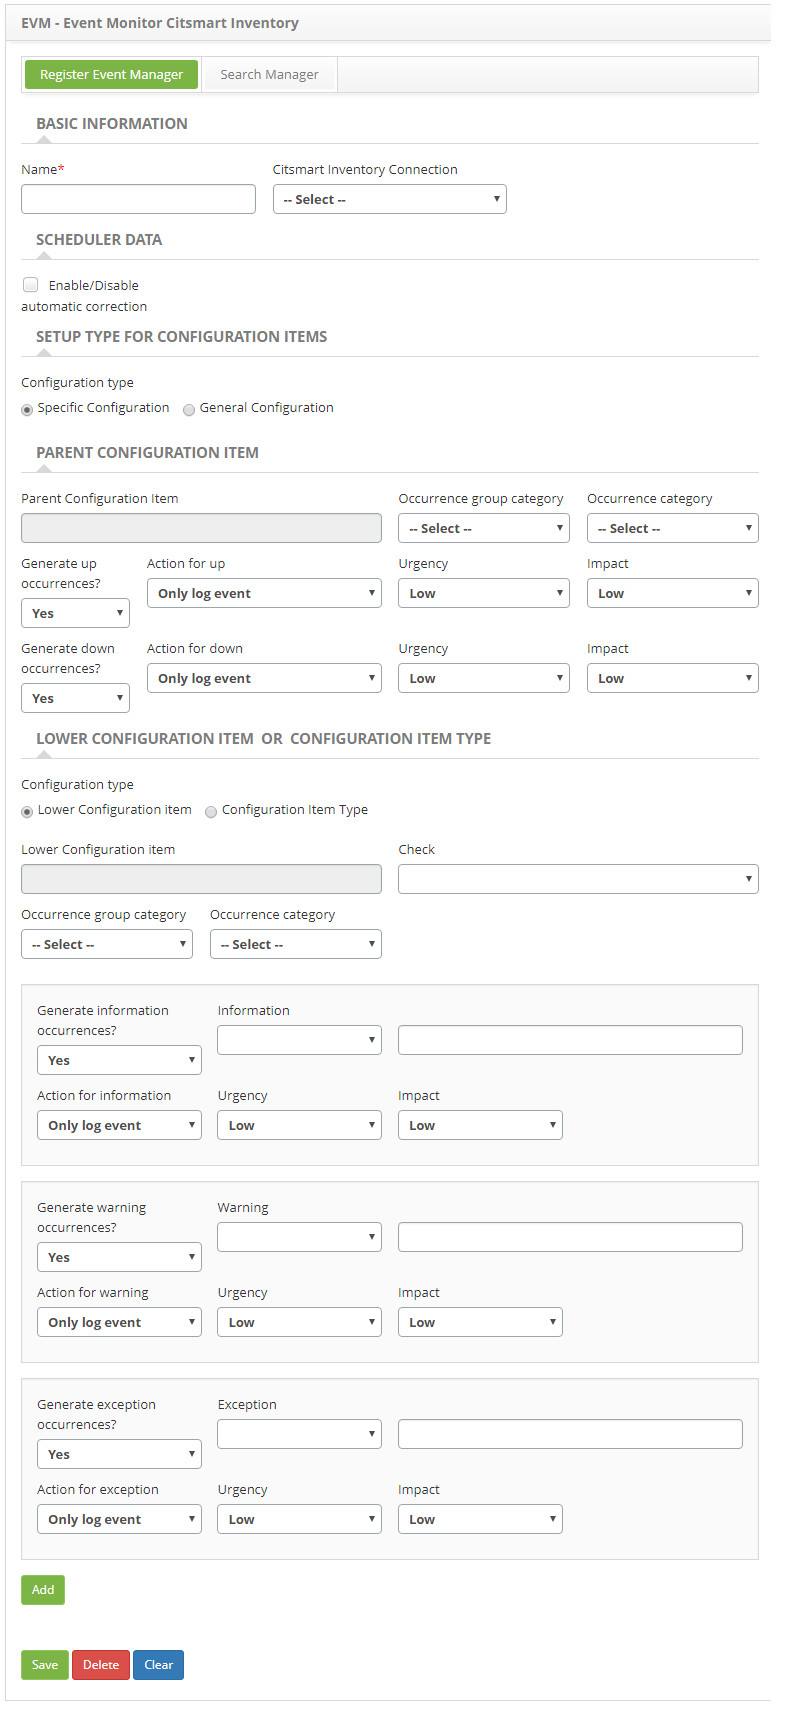 EVM - Event Monitor Citsmart Inventory
Register Event Manager Search Manager
BASIC INFORMATION
Name* Citsmart Inventory Connection
-- Select --
SCHEDULER DATA
Enable/Disable
automatic correction
SETUP TYPE FOR CONFIGURATION ITEMS
Configuration type
Specific Configuration General Configuration
PARENT CONFIGURATION ITEM
Parent Configuration Item Occurrence group category Occurrence category
-- Select -- -- Select --
Generate up occurrences? Action for up Urgency Impact
Yes Only log event Low Low
Generate down occurrences? Action for down Urgency Impact
Yes Only log event Low Low
LOWER CONFIGURATION ITEM OR CONFIGURATION ITEM TYPE
Configuration type
Lower Configuration item Configuration Item Type
Lower Configuration item Check
Occurrence group category Occurrence category
-- Select -- -- Select --
Generate information occurrences? Information
Yes
Action for information Urgency Impact
Only log event Low Low
Generate warning occurrences? Warning
Yes
Action for warning Urgency Impact
Only log event Low Low
Generate exception occurrences? Exception
Yes
Action for exception Urgency Impact
Only log event Low Low
Add
Save Delete Clear